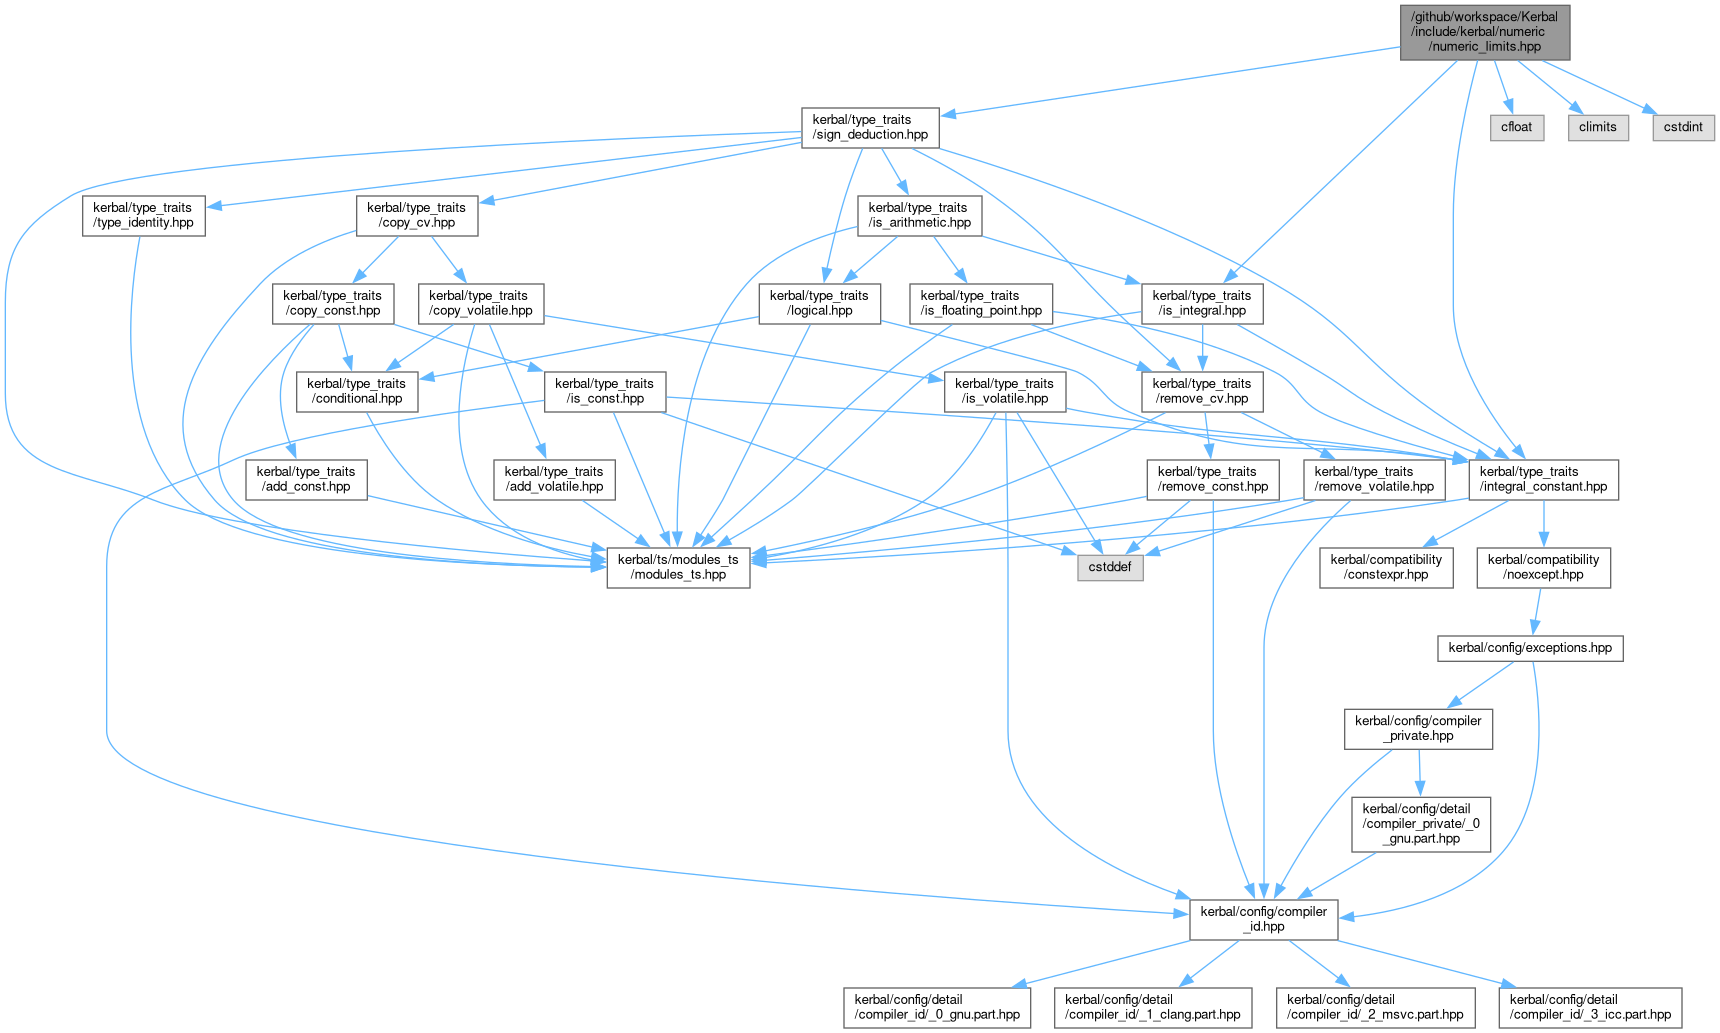 /github/workspace/Kerbal
/include/kerbal/numeric
/numeric_limits.hpp
kerbal/type_traits
/sign_deduction.hpp
cfloat
climits
cstdint
kerbal/type_traits
/type_identity.hpp
kerbal/type_traits
/copy_cv.hpp
kerbal/type_traits
/is_arithmetic.hpp
kerbal/type_traits
/copy_const.hpp
kerbal/type_traits
/copy_volatile.hpp
kerbal/type_traits
/logical.hpp
kerbal/type_traits
/is_floating_point.hpp
kerbal/type_traits
/is_integral.hpp
kerbal/type_traits
/conditional.hpp
kerbal/type_traits
/is_const.hpp
kerbal/type_traits
/is_volatile.hpp
kerbal/type_traits
/remove_cv.hpp
kerbal/type_traits
/add_const.hpp
kerbal/type_traits
/add_volatile.hpp
kerbal/type_traits
/remove_const.hpp
kerbal/type_traits
/remove_volatile.hpp
kerbal/type_traits
/integral_constant.hpp
kerbal/ts/modules_ts
/modules_ts.hpp
cstddef
kerbal/compatibility
/constexpr.hpp
kerbal/compatibility
/noexcept.hpp
kerbal/config/exceptions.hpp
kerbal/config/compiler
_private.hpp
kerbal/config/detail
/compiler_private/_0
_gnu.part.hpp
kerbal/config/compiler
_id.hpp
kerbal/config/detail
/compiler_id/_0_gnu.part.hpp
kerbal/config/detail
/compiler_id/_1_clang.part.hpp
kerbal/config/detail
/compiler_id/_2_msvc.part.hpp
kerbal/config/detail
/compiler_id/_3_icc.part.hpp